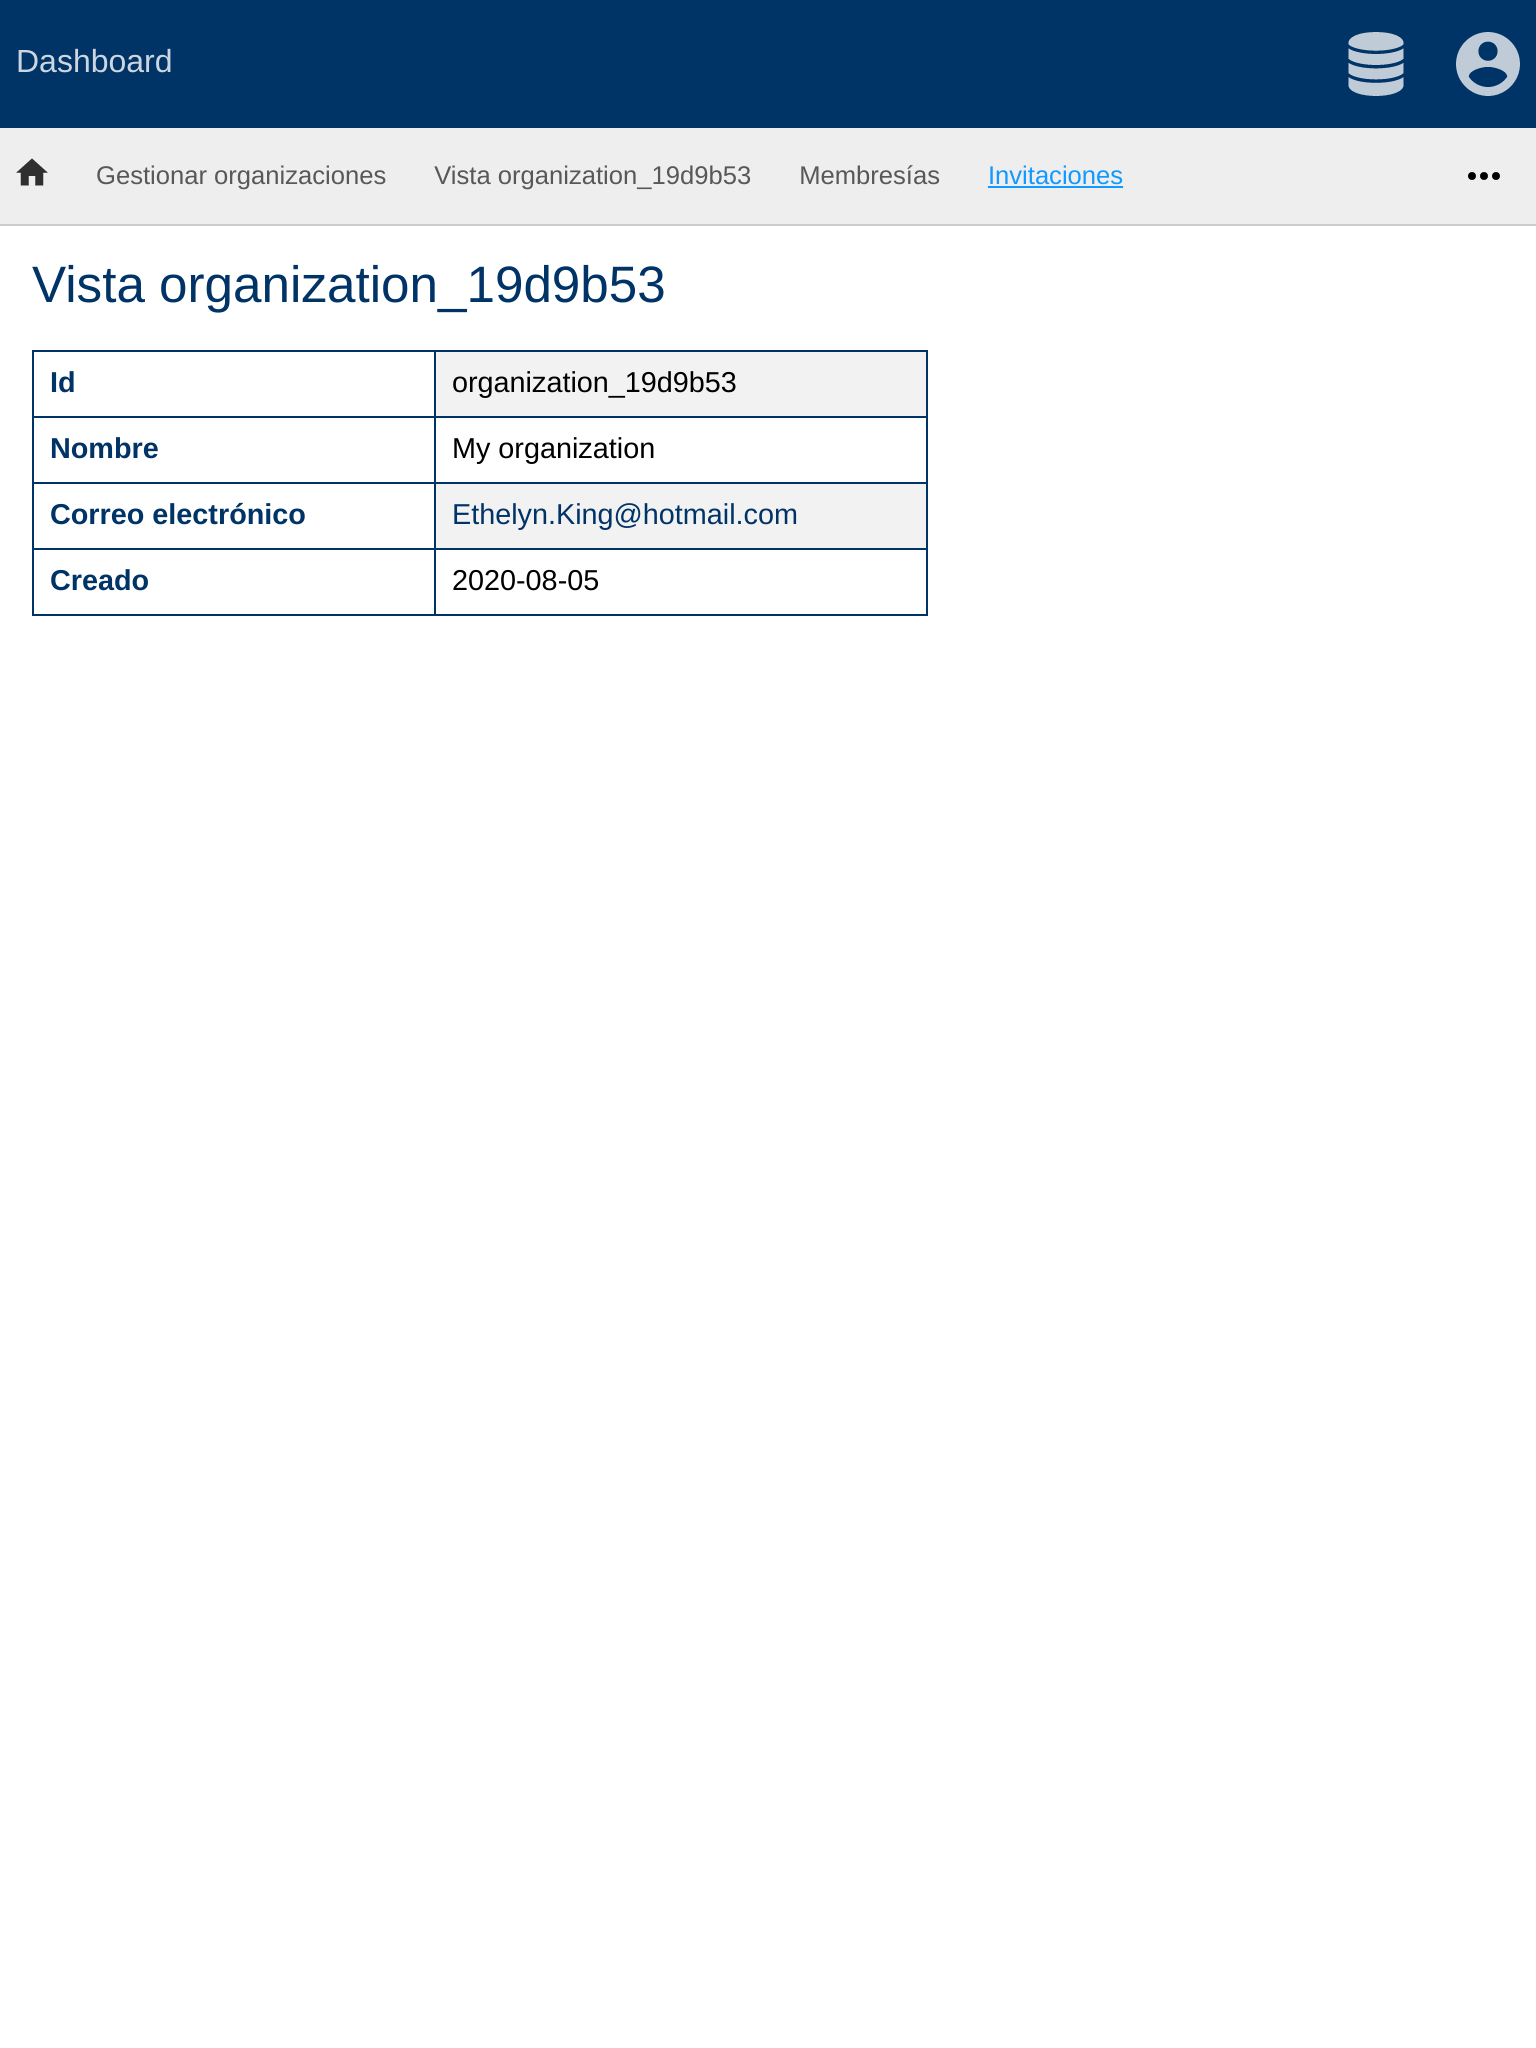 Dashboard
Gestionar organizaciones Vista organization_19d9b53 Membresías Invitaciones
Vista organization_19d9b53
Id organization_19d9b53
Nombre My organization
Correo electrónico Ethelyn.King@hotmail.com
Creado 2020-08-05